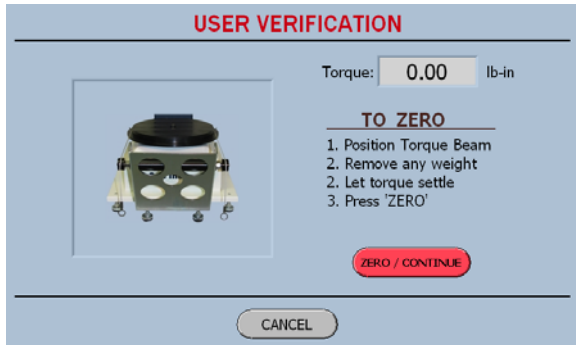 USER VERIFICATION
Torque: 0.00 lb-in
TO ZERO
1. Position Torque Beam
2. Remove any weight
2. Let torque settle
3. Press 'ZERO'
ZERO / CONTINUE
CANCEL